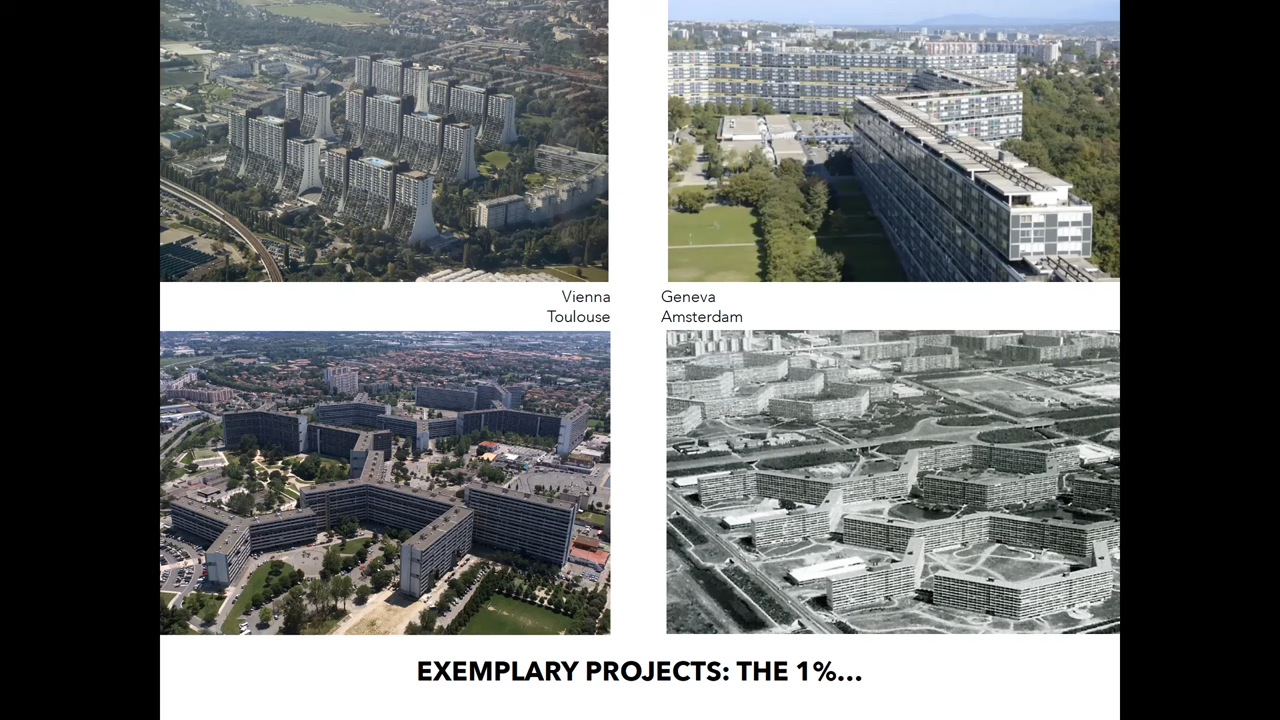 Vienna
Toulouse
Geneva
Amsterdam
EXEMPLARY PROJECTS: THE 1%...